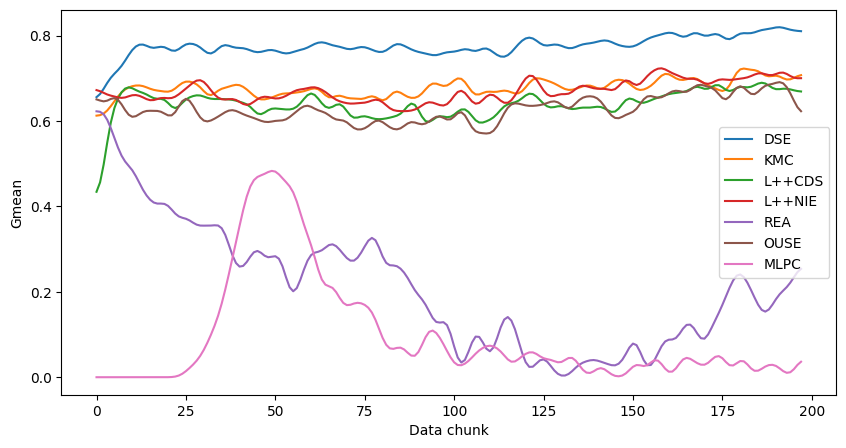 Gmean
0.8
0.6
0.4
0.2
0.0
0
25
50
75
100
125
150
175
200
Data chunk
DSE
KMC
L++CDS
L++NIE
REA
OUSE
MLPC